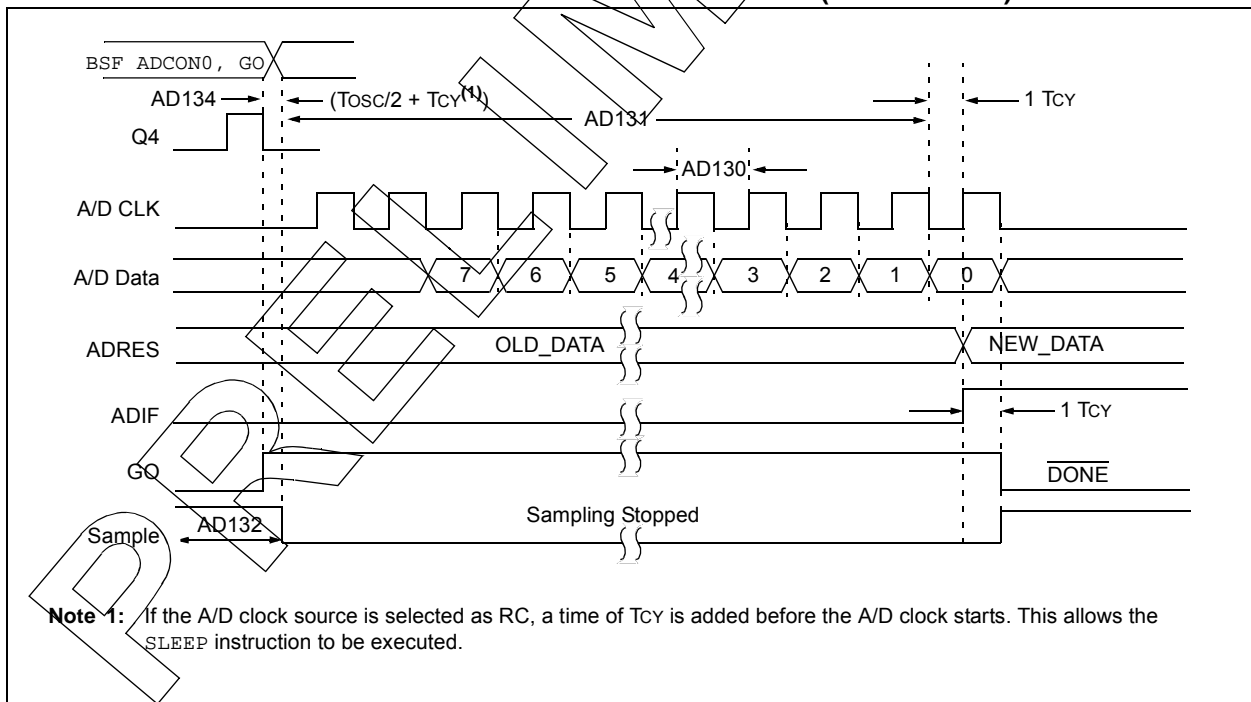 BSF ADCON0, GO
AD134
(TOSC/2 + TCY(1))
AD131
1 TCY
Q4
AD130
A/D CLK
A/D Data
7 6 5 4 3 2 1 0
ADRES
OLD_DATA
NEW_DATA
ADIF
1 TCY
GO
DONE
Sample
AD132
Sampling Stopped
Note 1: If the A/D clock source is selected as RC, a time of TCY is added before the A/D clock starts. This allows the
SLEEP instruction to be executed.